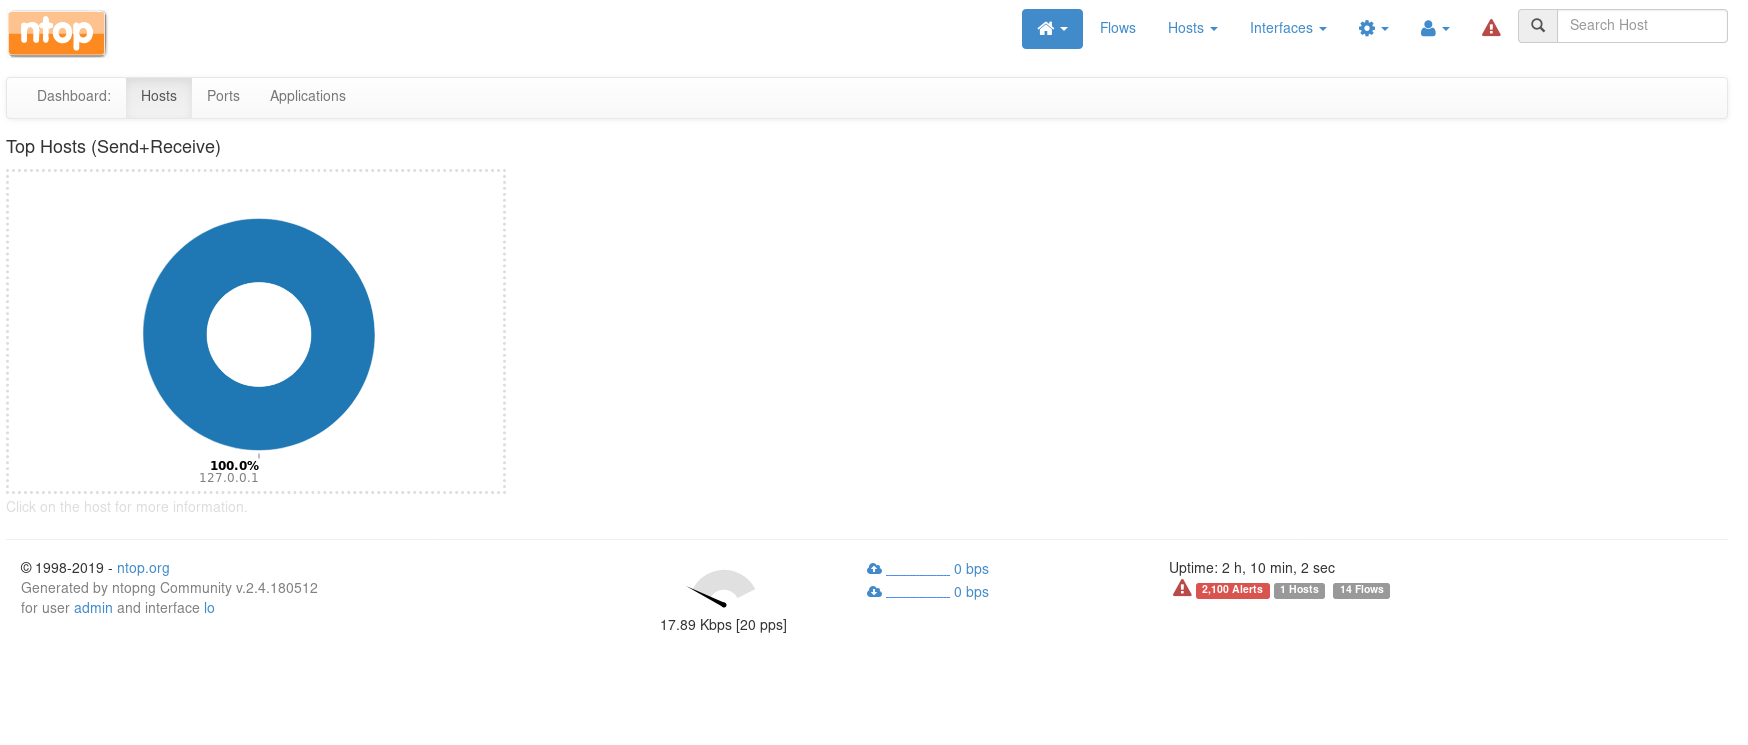 ntop
Flows
Hosts
Interfaces
Search Host
Dashboard:
Hosts
Ports
Applications
Top Hosts (Send+Receive)
100.0%
127.0.0.1
Click on the host for more information.
© 1998-2019 - ntop.org
Generated by ntopng Community v.2.4.180512
for user admin and interface lo
17.89 Kbps [20 pps]
0 bps
0 bps
Uptime: 2 h, 10 min, 2 sec
2,100 Alerts 1 Hosts 14 Flows